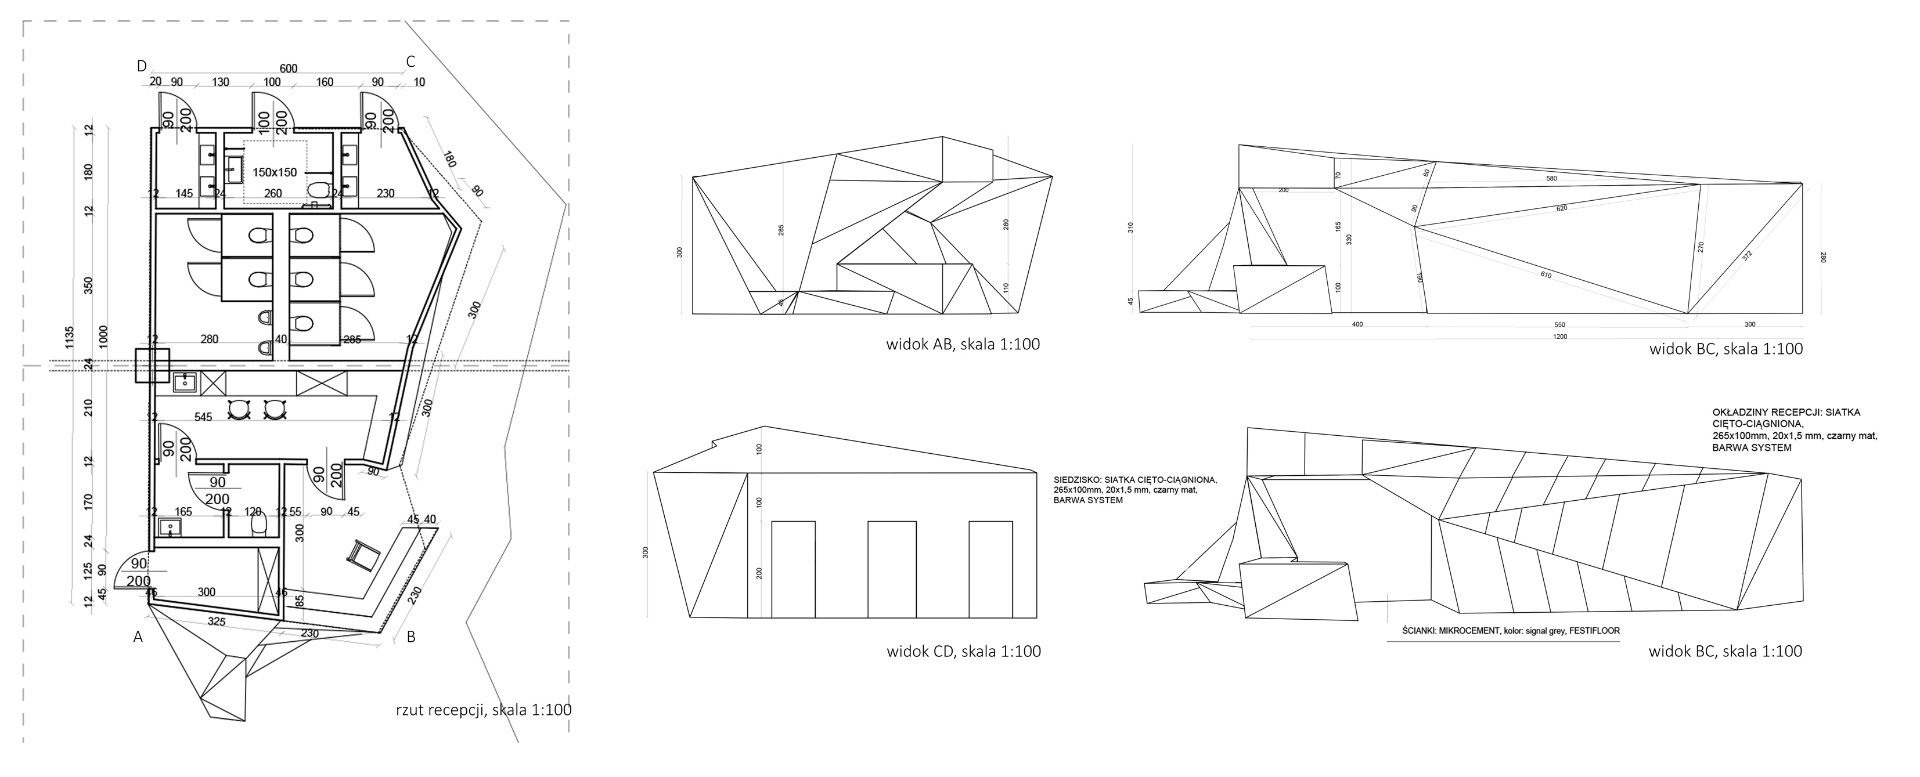 D
C
600
20 90 130 100 160 90 10
90
200
100
200
90
200
12
180
12
350
1135
1000
24
210
12
170
24
125
90
45
12
150x150
12 145 24 260 24 230 12
180
90
300
300
12 280 40 285 12
12 545 12
90
200
90
200
90
200
90
12 165 12 120 12 55 90 45
45 40
300
90
200
46 300 46
85
230
325
230
A
B
rzut recepcji, skala 1:100
300
285
45
280
110
widok AB, skala 1:100
310
45
200
70
165
330
100
60
90
190
580
620
610
270
372
280
400
550
300
1200
widok BC, skala 1:100
300
100
100
200
widok CD, skala 1:100
SIEDZISKO: SIATKA CIĘTO-CIĄGNIONA,
265x100mm, 20x1,5 mm, czarny mat,
BARWA SYSTEM
OKŁADZINY RECEPCJI: SIATKA
CIĘTO-CIĄGNIONA,
265x100mm, 20x1,5 mm, czarny mat,
BARWA SYSTEM
ŚCIANKI: MIKROCEMENT, kolor: signal grey, FESTIFLOOR
widok BC, skala 1:100